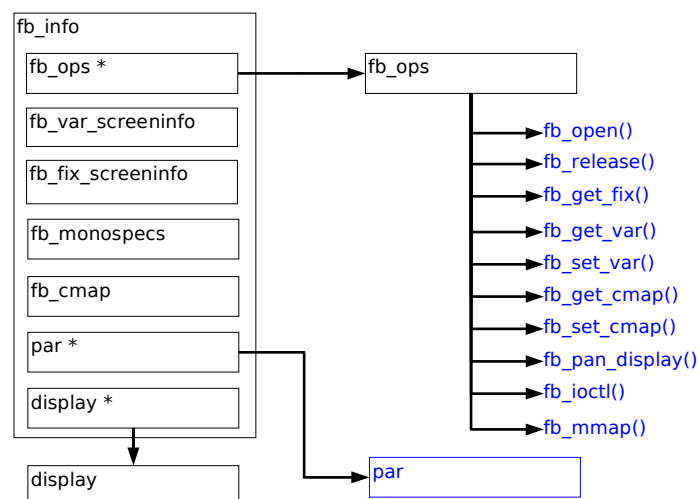 fb_info
fb_ops *
fb_var_screeninfo
fb_fix_screeninfo
fb_monospecs
fb_cmap
par *
display *
display
fb_ops
fb_open()
fb_release()
fb_get_fix()
fb_get_var()
fb_set_var()
fb_get_cmap()
fb_set_cmap()
fb_pan_display()
fb_ioctl()
fb_mmap()
par